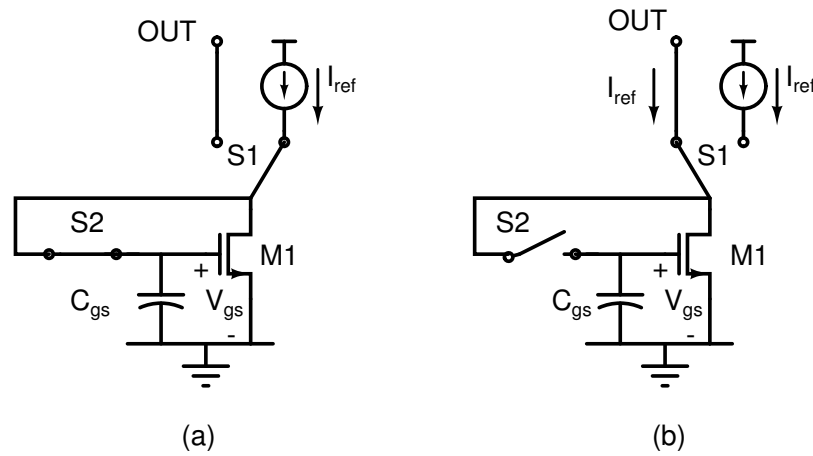 OUT
I_ref
S1
S2
M1
+
C_gs
V_gs
-
(a)
OUT
I_ref
I_ref
S1
S2
M1
+
C_gs
V_gs
-
(b)